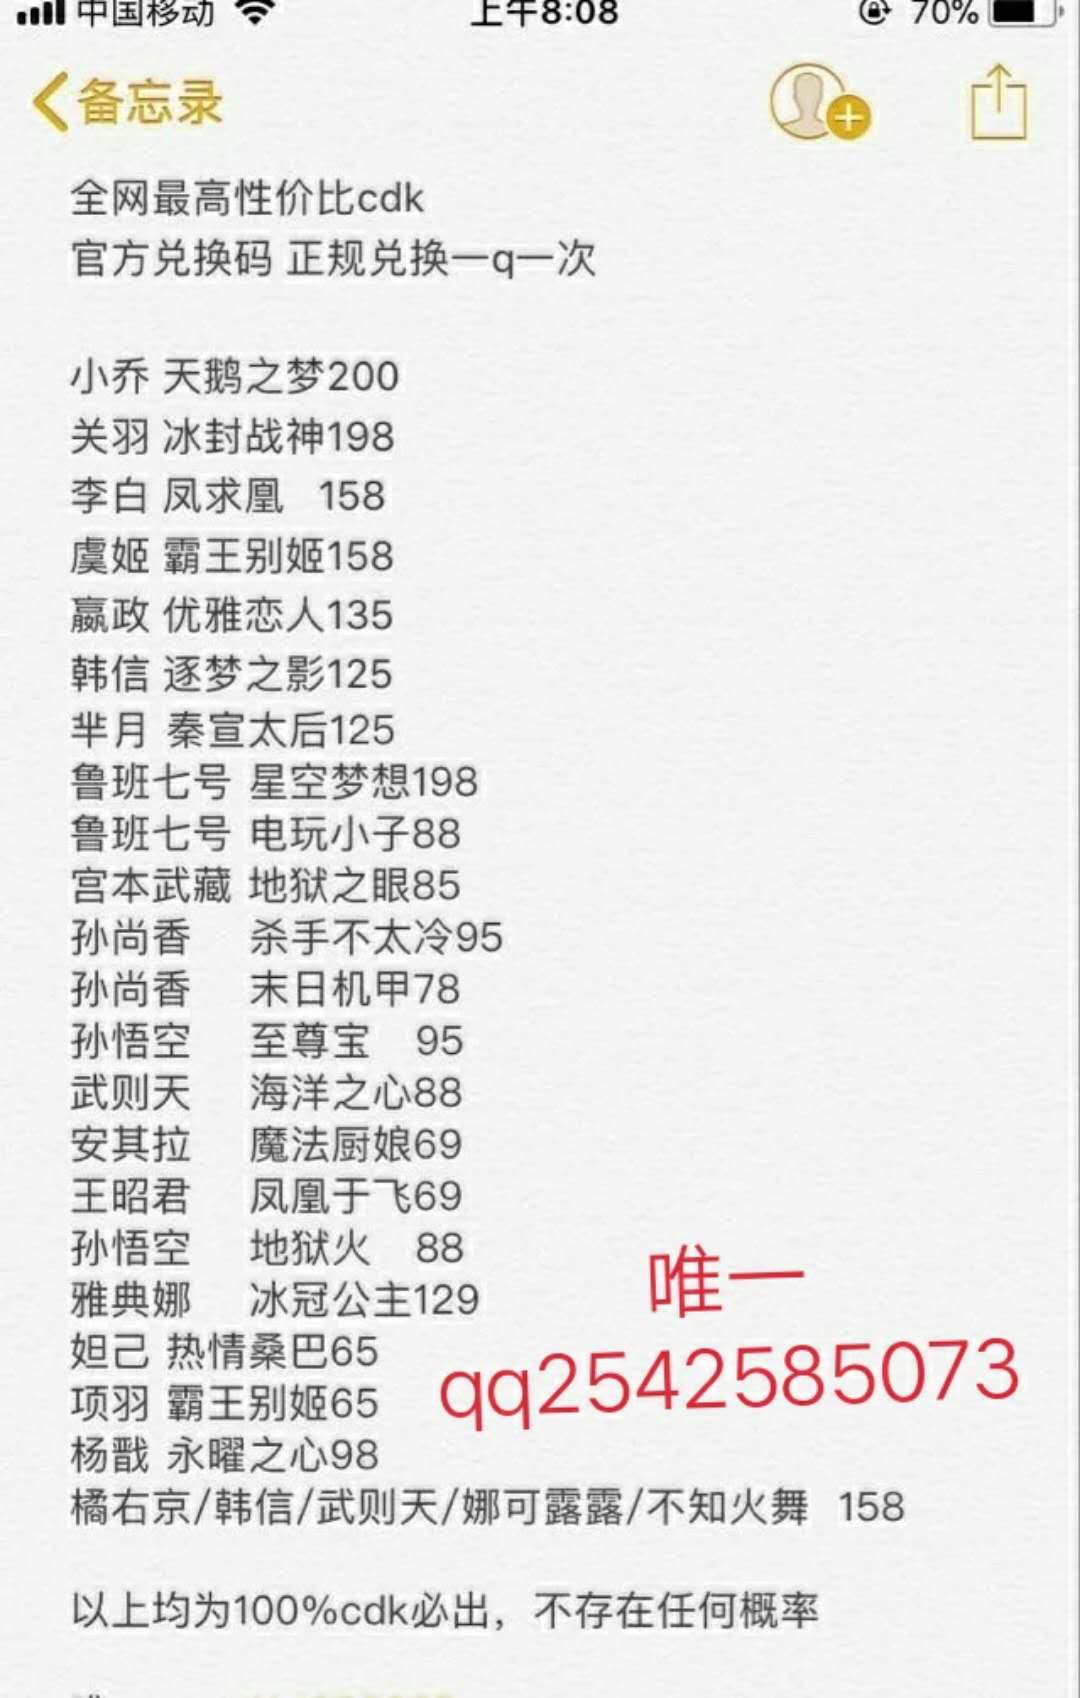 中国移动 上午8:08 70%
备忘录
全网最高性价比cdk
官方兑换码 正规兑换一q一次
小乔 天鹅之梦200
关羽 冰封战神198
李白 凤求凰 158
虞姬 霸王别姬158
嬴政 优雅恋人135
韩信 逐梦之影125
芈月 秦宣太后125
鲁班七号 星空梦想198
鲁班七号 电玩小子88
宫本武藏 地狱之眼85
孙尚香 杀手不太冷95
孙尚香 末日机甲78
孙悟空 至尊宝 95
武则天 海洋之心88
安其拉 魔法厨娘69
王昭君 凤凰于飞69
孙悟空 地狱火 88
雅典娜 冰冠公主129
妲己 热情桑巴65
项羽 霸王别姬65
杨戬 永曜之心98
橘右京/韩信/武则天/娜可露露/不知火舞 158
唯一
qq2542585073
以上均为100%cdk必出，不存在任何概率